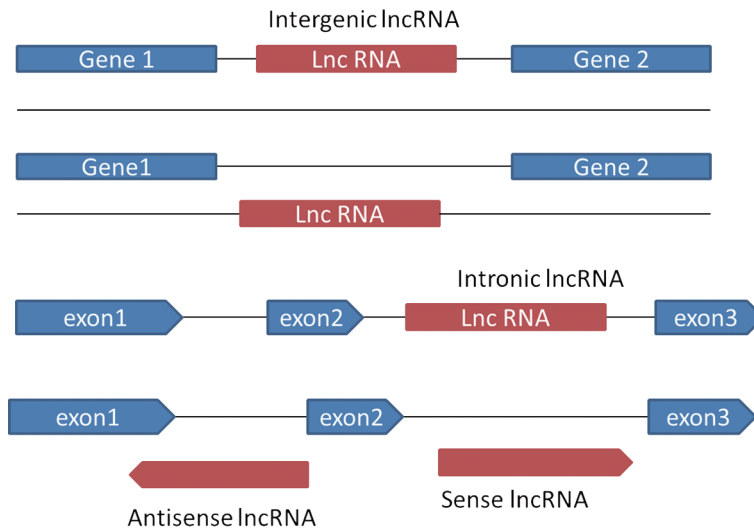 Intergenic lncRNA
Gene 1 Lnc RNA Gene 2
Gene1 Gene 2
Lnc RNA
Intronic lncRNA
exon1 exon2 Lnc RNA exon3
exon1 exon2 exon3
Antisense lncRNA Sense lncRNA